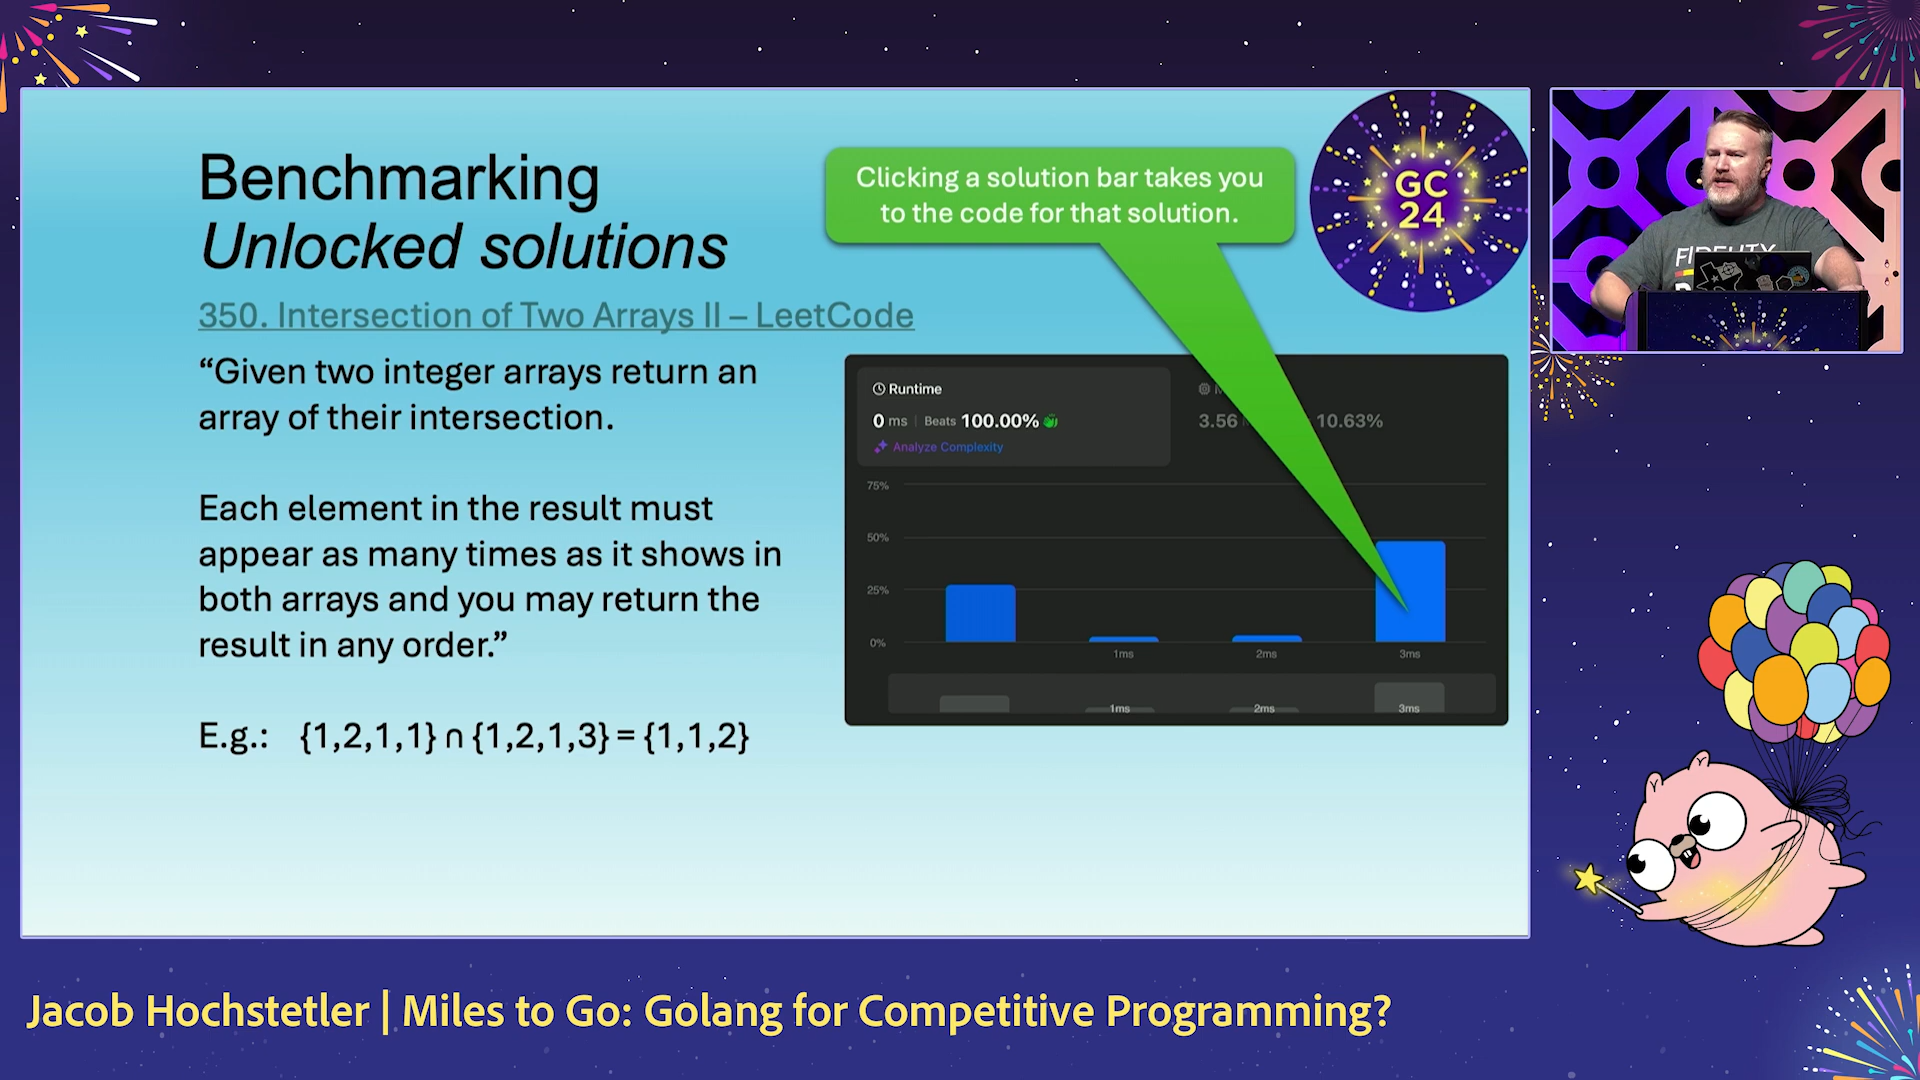 Benchmarking
Unlocked solutions
350. Intersection of Two Arrays II – LeetCode
“Given two integer arrays return an
array of their intersection.
Each element in the result must
appear as many times as it shows in
both arrays and you may return the
result in any order.”
E.g.: {1,2,1,1} ∩ {1,2,1,3} = {1,1,2}
Clicking a solution bar takes you
to the code for that solution.
GC
24
Runtime
0 ms | Beats 100.00%
Analyze Complexity
3.56
10.63%
75%
50%
25%
0%
1ms 2ms 3ms
1ms 2ms 3ms
FIDELITY
Jacob Hochstetler | Miles to Go: Golang for Competitive Programming?